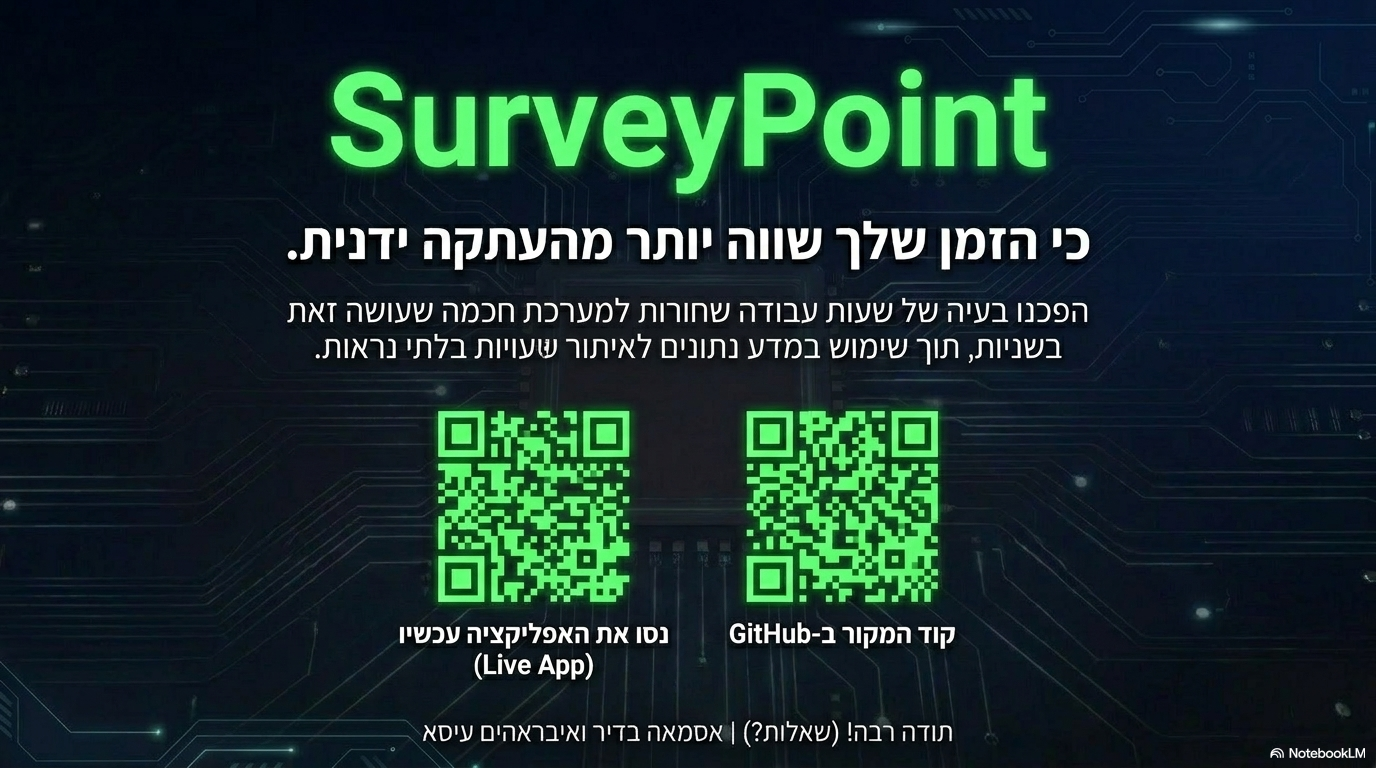 SurveyPoint
כי הזמן שלך שווה יותר מהעתקה ידנית.
הפכנו בעיה של שעות עבודה שחורות למערכת חכמה שעושה זאת
בשניות, תוך שימוש במדע נתונים לאיתור שעויות בלתי נראות.
קוד המקור ב-GitHub
נסו את האפליקציה עכשיו
(Live App)
תודה רבה! (שאלות?) | אסמאה בדיר ואיבראהים עיסא
NotebookLM